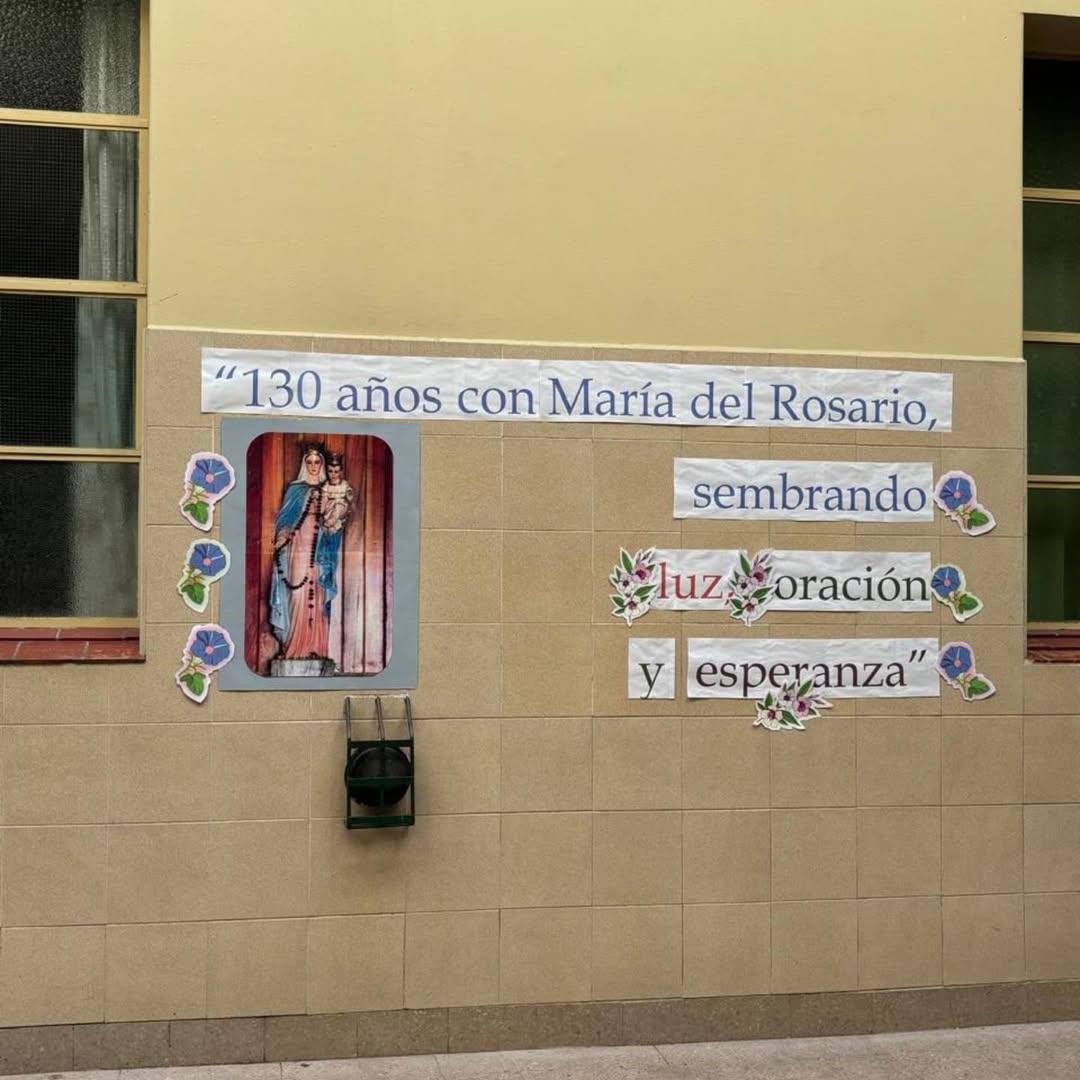 “130 años con María del Rosario,
sembrando
luz, oración
y esperanza”